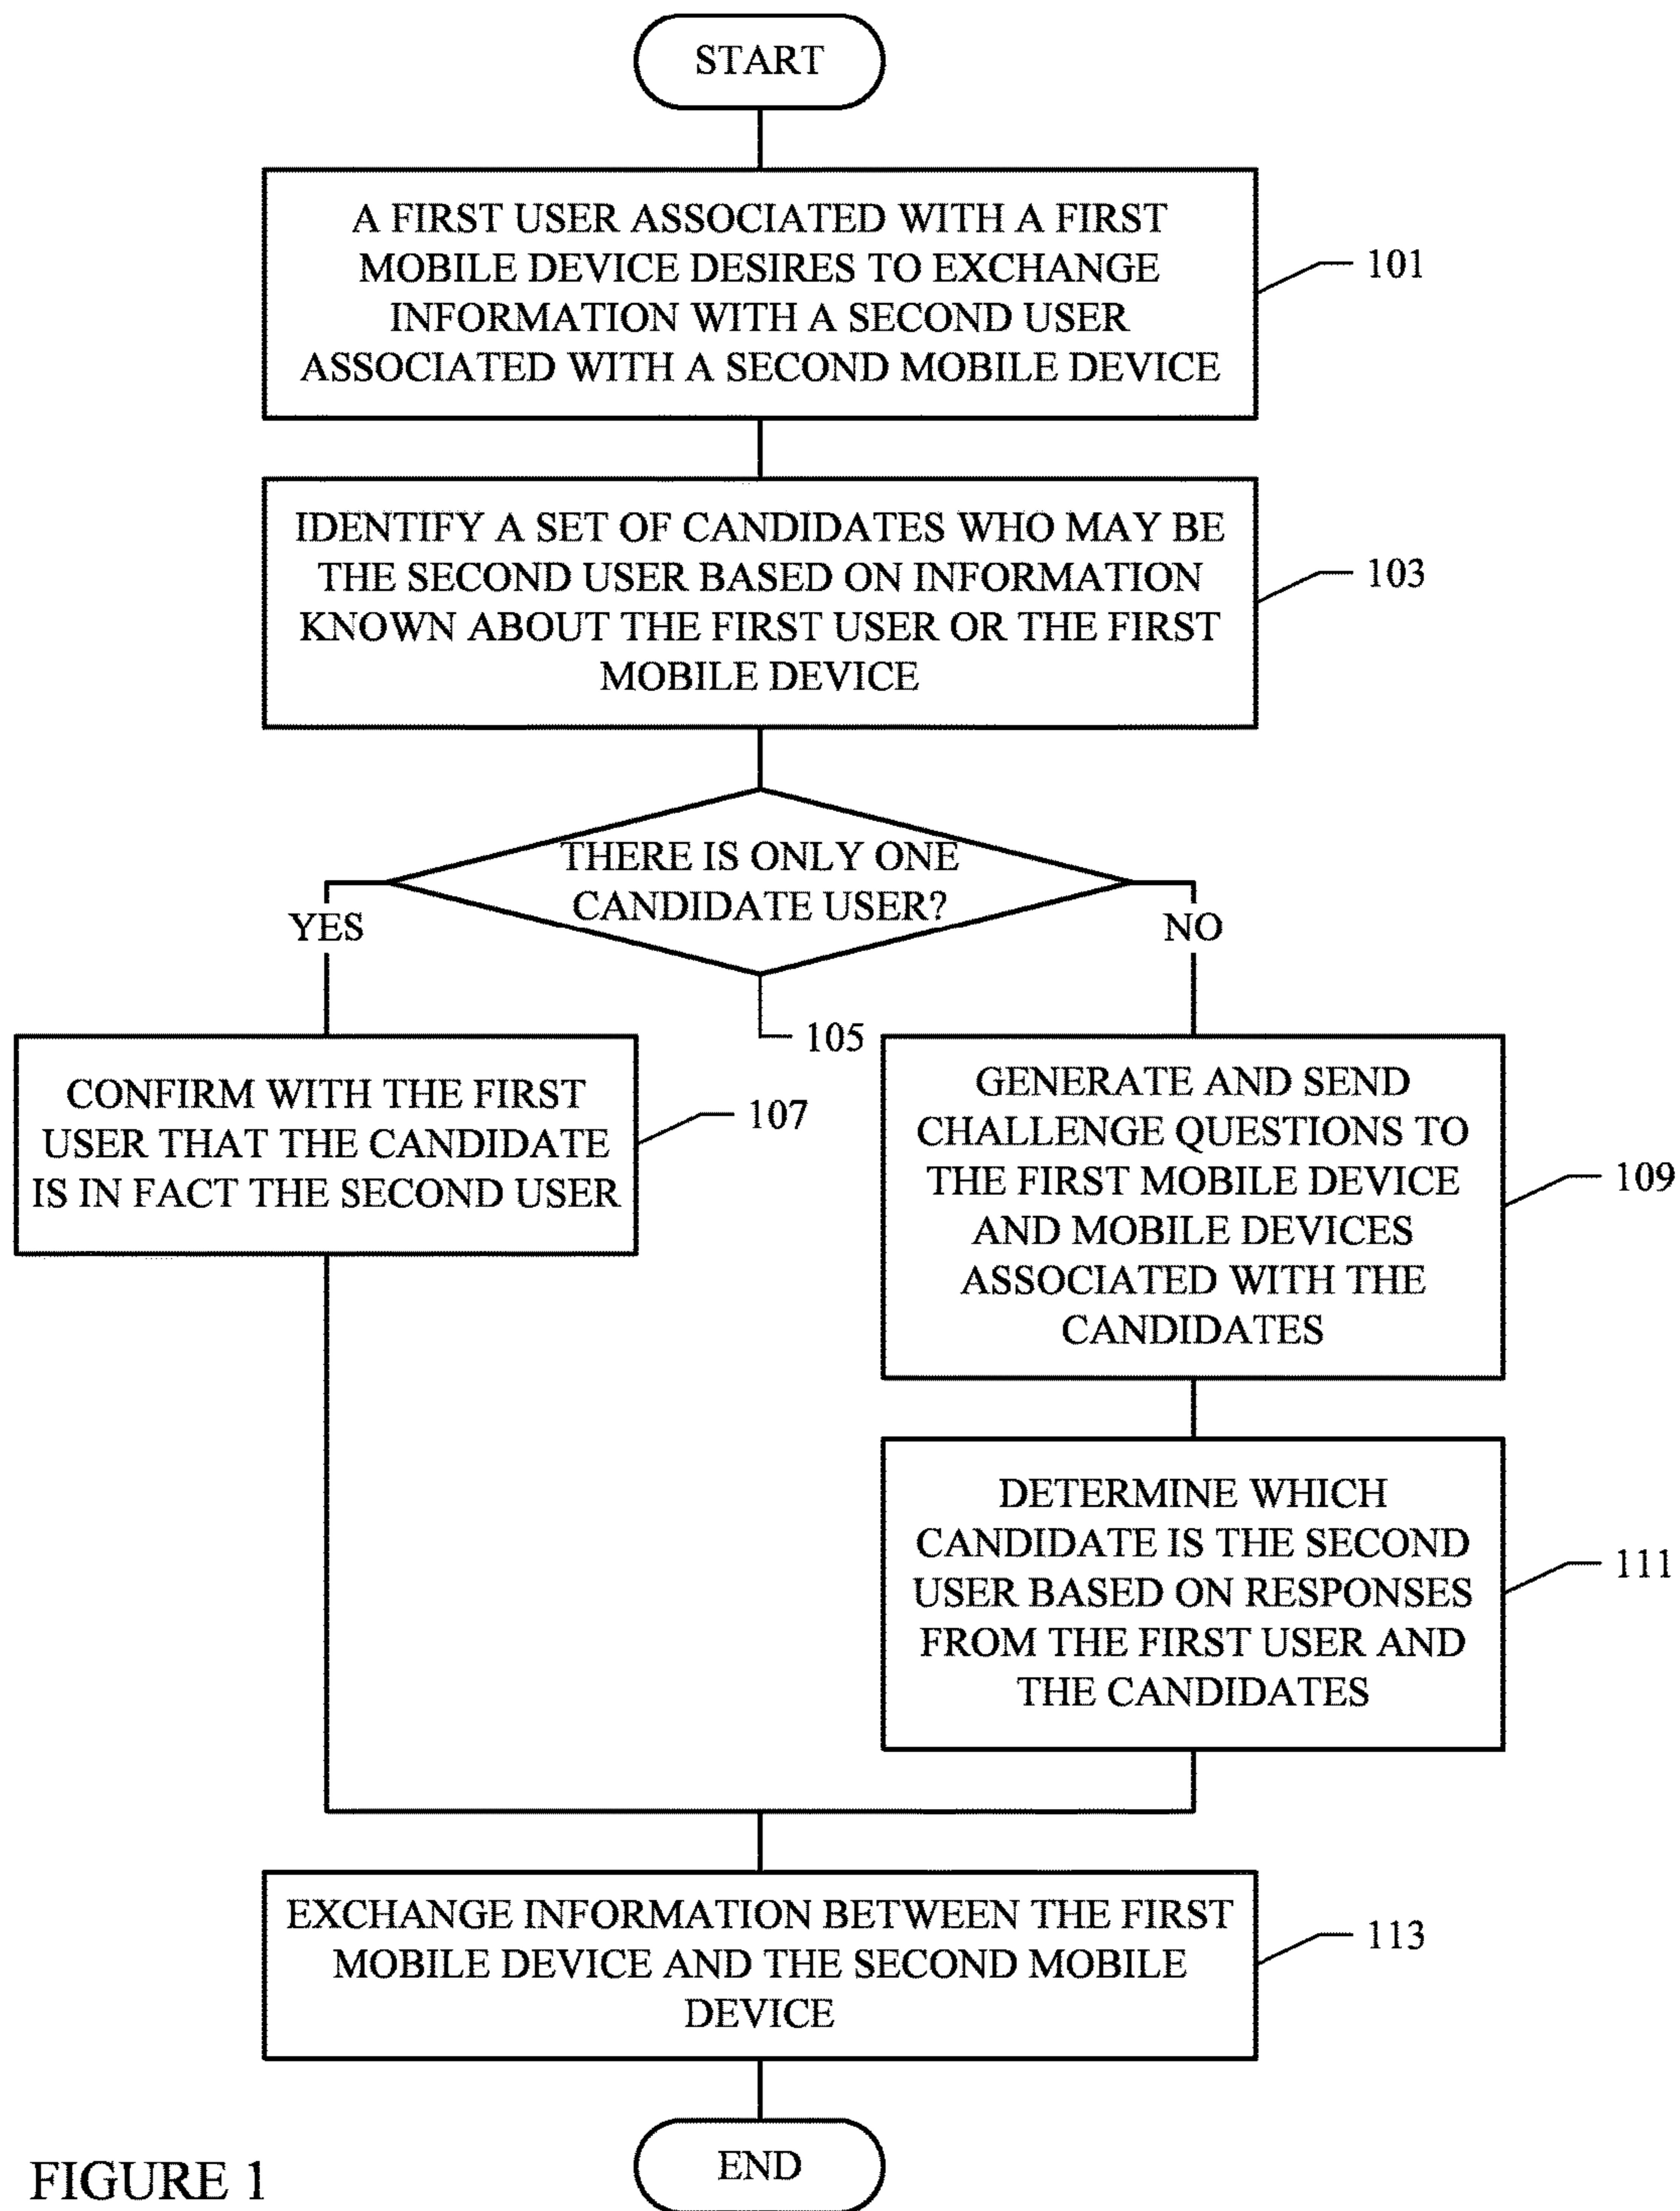 START
A FIRST USER ASSOCIATED WITH A FIRST
MOBILE DEVICE DESIRES TO EXCHANGE
INFORMATION WITH A SECOND USER
ASSOCIATED WITH A SECOND MOBILE DEVICE
101
IDENTIFY A SET OF CANDIDATES WHO MAY BE
THE SECOND USER BASED ON INFORMATION
KNOWN ABOUT THE FIRST USER OR THE FIRST
MOBILE DEVICE
103
THERE IS ONLY ONE
CANDIDATE USER?
105
YES
NO
CONFIRM WITH THE FIRST
USER THAT THE CANDIDATE
IS IN FACT THE SECOND USER
107
GENERATE AND SEND
CHALLENGE QUESTIONS TO
THE FIRST MOBILE DEVICE
AND MOBILE DEVICES
ASSOCIATED WITH THE
CANDIDATES
109
DETERMINE WHICH
CANDIDATE IS THE SECOND
USER BASED ON RESPONSES
FROM THE FIRST USER AND
THE CANDIDATES
111
EXCHANGE INFORMATION BETWEEN THE FIRST
MOBILE DEVICE AND THE SECOND MOBILE
DEVICE
113
END
FIGURE 1